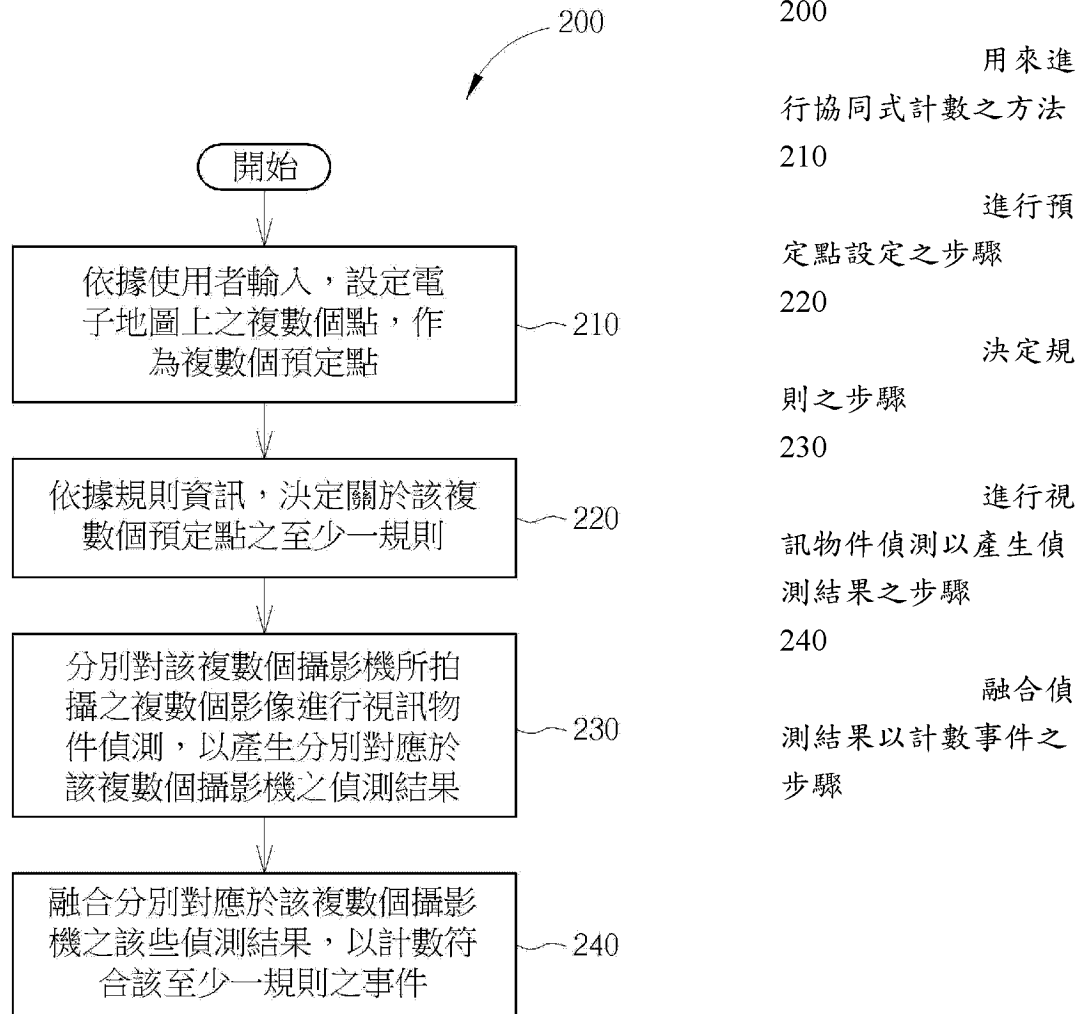 200
開始
依據使用者輸入，設定電
子地圖上之複數個點，作
為複數個預定點
210
依據規則資訊，決定關於該複
數個預定點之至少一規則
220
分別對該複數個攝影機所拍
攝之複數個影像進行視訊物
件偵測，以產生分別對應於
該複數個攝影機之偵測結果
230
融合分別對應於該複數個攝影
機之該些偵測結果，以計數符
合該至少一規則之事件
240
200
用來進
行協同式計數之方法
210
進行預
定點設定之步驟
220
決定規
則之步驟
230
進行視
訊物件偵測以產生偵
測結果之步驟
240
融合偵
測結果以計數事件之
步驟